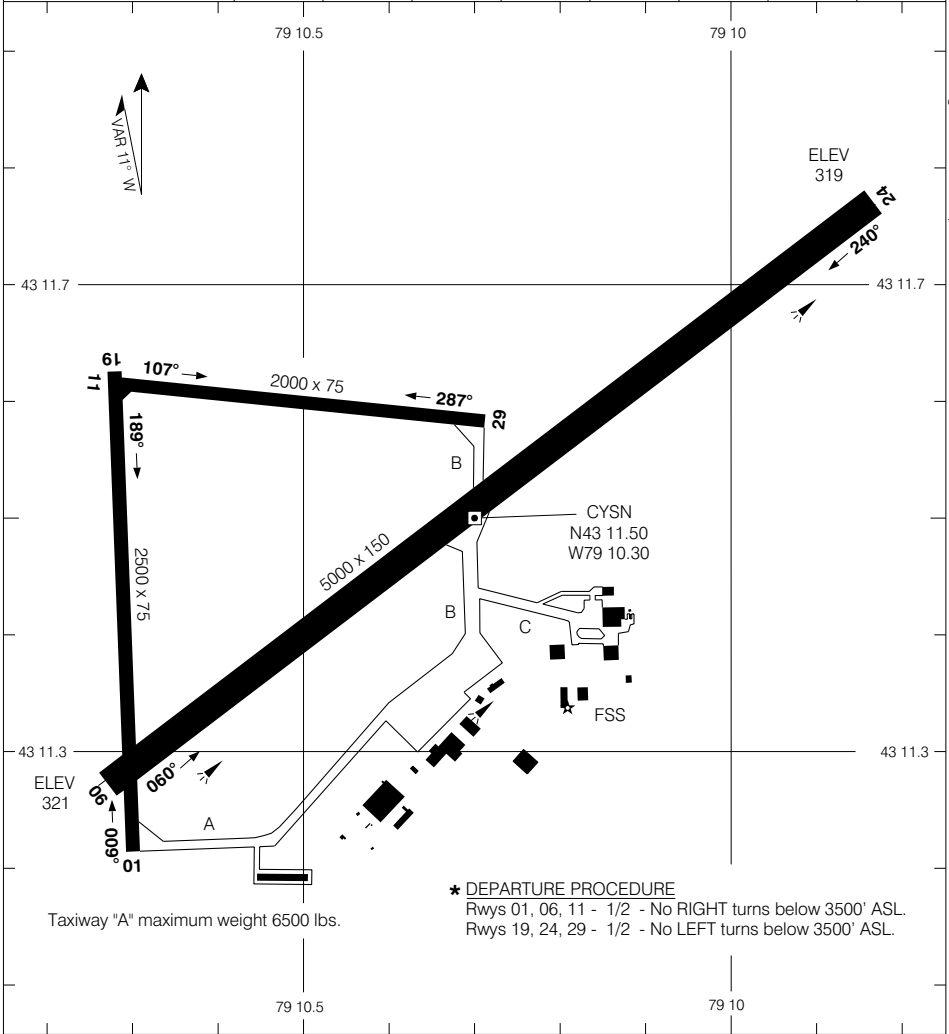 79 10.5
79 10
VAR 11° W
ELEV
319
24
240°
43 11.7
43 11.7
19
11
107°
2000 x 75
287°
29
189°
B
CYSN
N43 11.50
W79 10.30
5000 x 150
2500 x 75
B
C
FSS
43 11.3
43 11.3
ELEV
321
06
060°
009°
01
A
Taxiway "A" maximum weight 6500 lbs.
* DEPARTURE PROCEDURE
Rwys 01, 06, 11 - 1/2 - No RIGHT turns below 3500' ASL.
Rwys 19, 24, 29 - 1/2 - No LEFT turns below 3500' ASL.
79 10.5
79 10